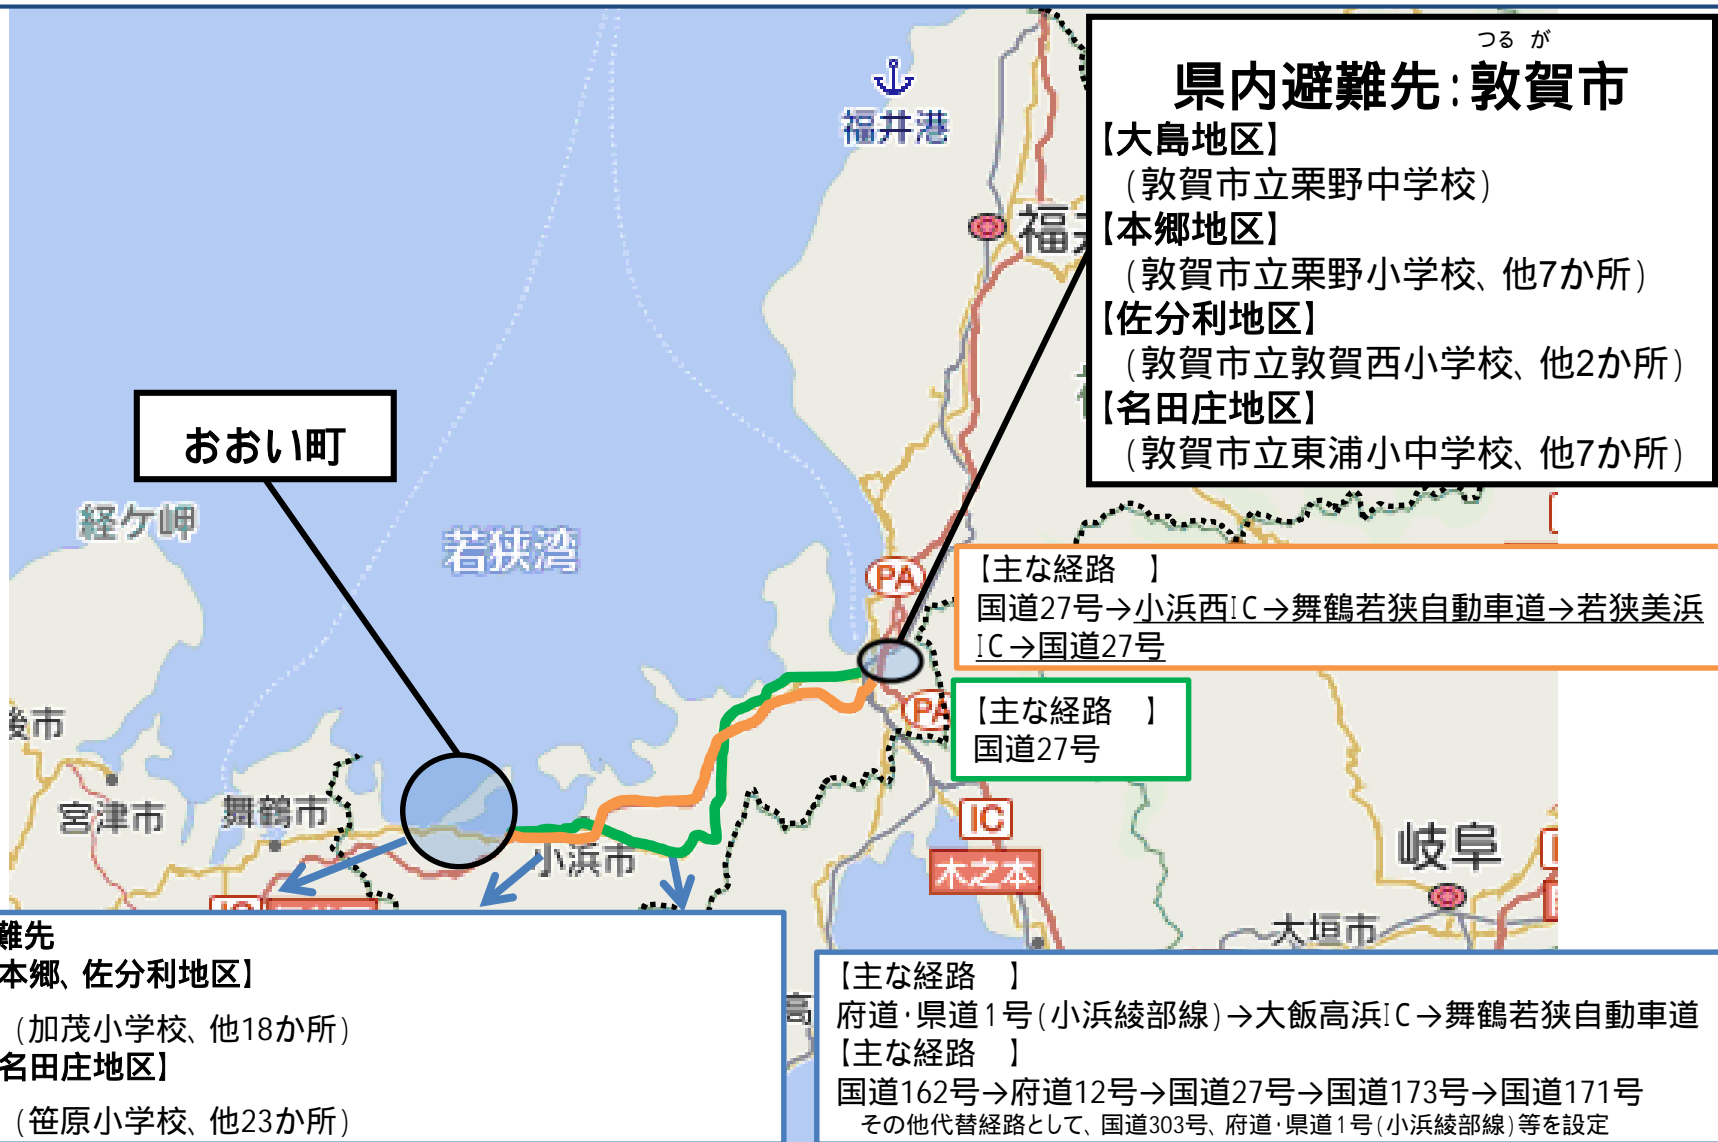 つる が
県内避難先:敦賀市
【大島地区】
(敦賀市立粟野中学校)
【本郷地区】
(敦賀市立粟野小学校、他7か所)
【佐分利地区】
(敦賀市立敦賀西小学校、他2か所)
【名田庄地区】
(敦賀市立東浦小中学校、他7か所)
福井港
おおい町
経ケ岬
若狭湾
PA
【主な経路 】
国道27号→小浜西IC→舞鶴若狭自動車道→若狭美浜
IC→国道27号
PA
【主な経路 】
国道27号
後市
宮津市
舞鶴市
小浜市
IC
木之本
岐阜
大垣市
難先
本郷、佐分利地区】
(加茂小学校、他18か所)
名田庄地区】
(笹原小学校、他23か所)
高
【主な経路 】
府道・県道1号(小浜綾部線)→大飯高浜IC→舞鶴若狭自動車道
【主な経路 】
国道162号→府道12号→国道27号→国道173号→国道171号
その他代替経路として、国道303号、府道・県道1号(小浜綾部線)等を設定